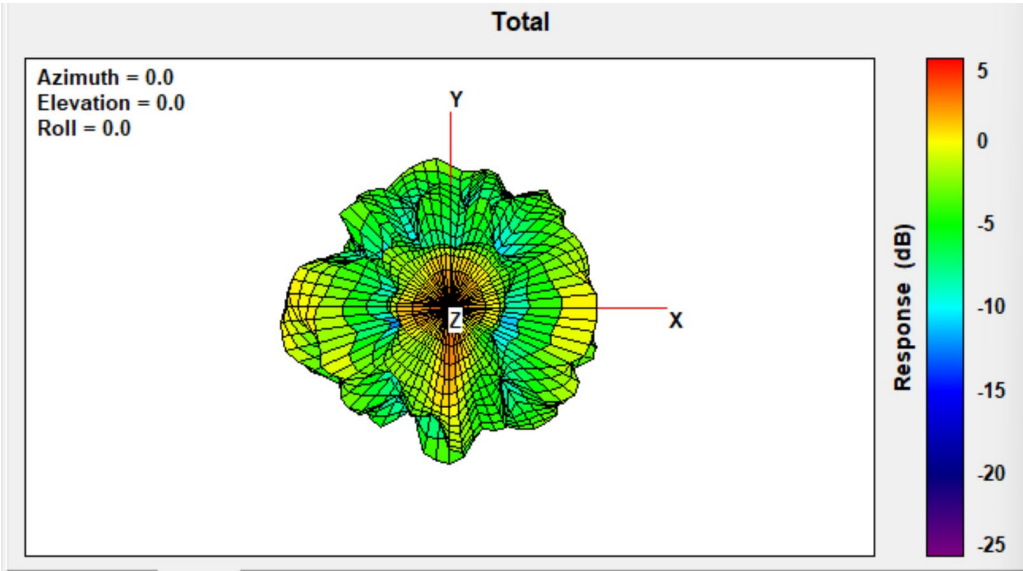 Total
Azimuth = 0.0
Elevation = 0.0
Roll = 0.0
Y
Z
X
Response (dB)
5
0
-5
-10
-15
-20
-25